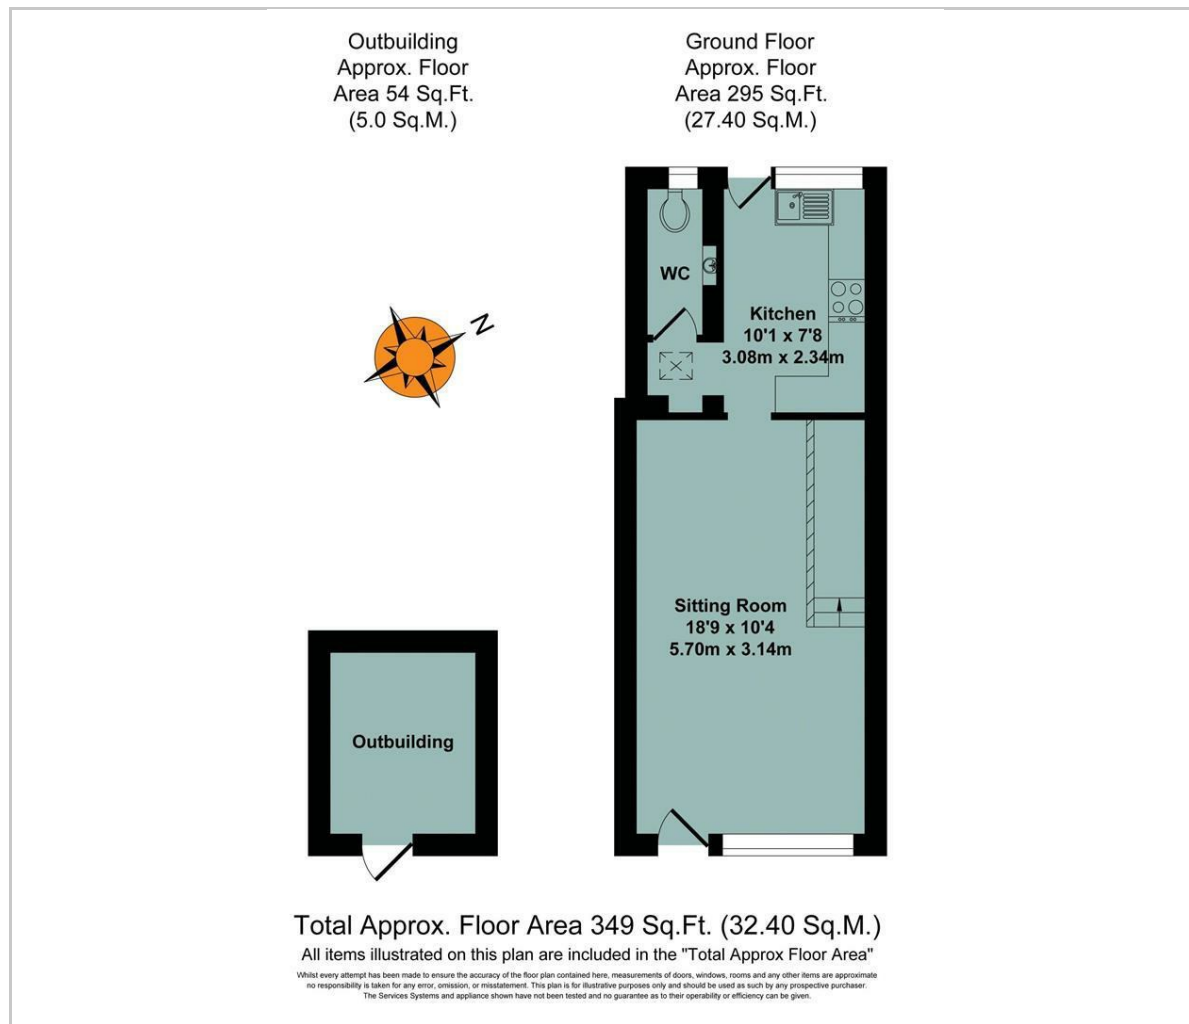 Outbuilding
Approx. Floor
Area 54 Sq.Ft.
(5.0 Sq.M.)
Ground Floor
Approx. Floor
Area 295 Sq.Ft.
(27.40 Sq.M.)
N
WC
Kitchen
10'1 x 7'8
3.08m x 2.34m
Sitting Room
18'9 x 10'4
5.70m x 3.14m
Outbuilding
Total Approx. Floor Area 349 Sq.Ft. (32.40 Sq.M.)
All items illustrated on this plan are included in the "Total Approx Floor Area"
Whilst every attempt has been made to ensure the accuracy of the floor plan contained here, measurements of doors, windows, rooms and any other items are approximate
no responsibility is taken for any error, omission, or misstatement. This plan is for illustrative purposes only and should be used as such by any prospective purchaser.
The Services Systems and appliance shown have not been tested and no guarantee as to their operability or efficiency can be given.